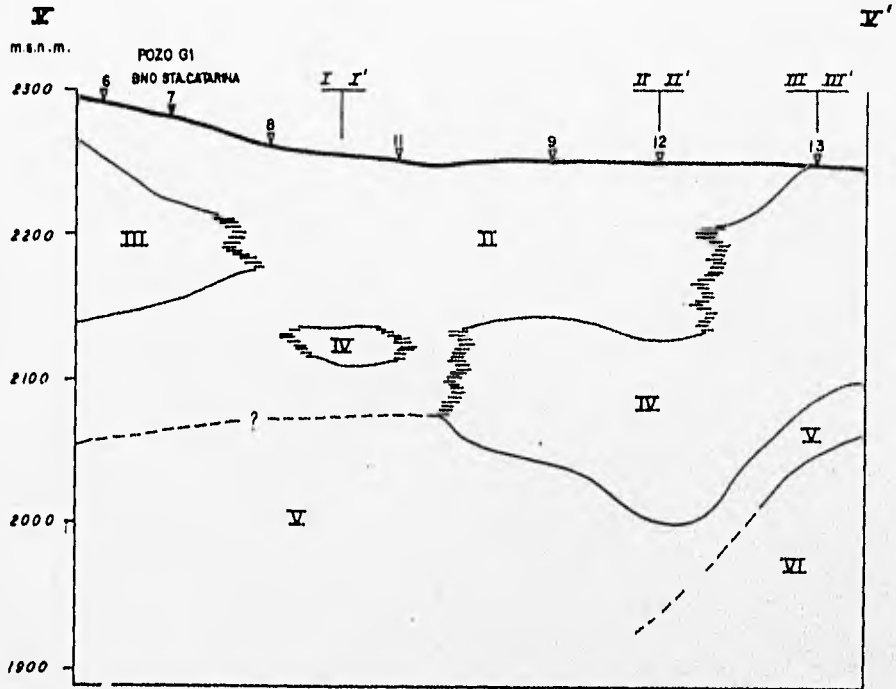 V V'
m.s.n.m.
POZO G1
BNO STA. CATARINA
I I' II II' III III'
2300
6 7 8 11 9 12 13
2200
III II
IV
2100
IV
?
V
2000
V
VI
1900